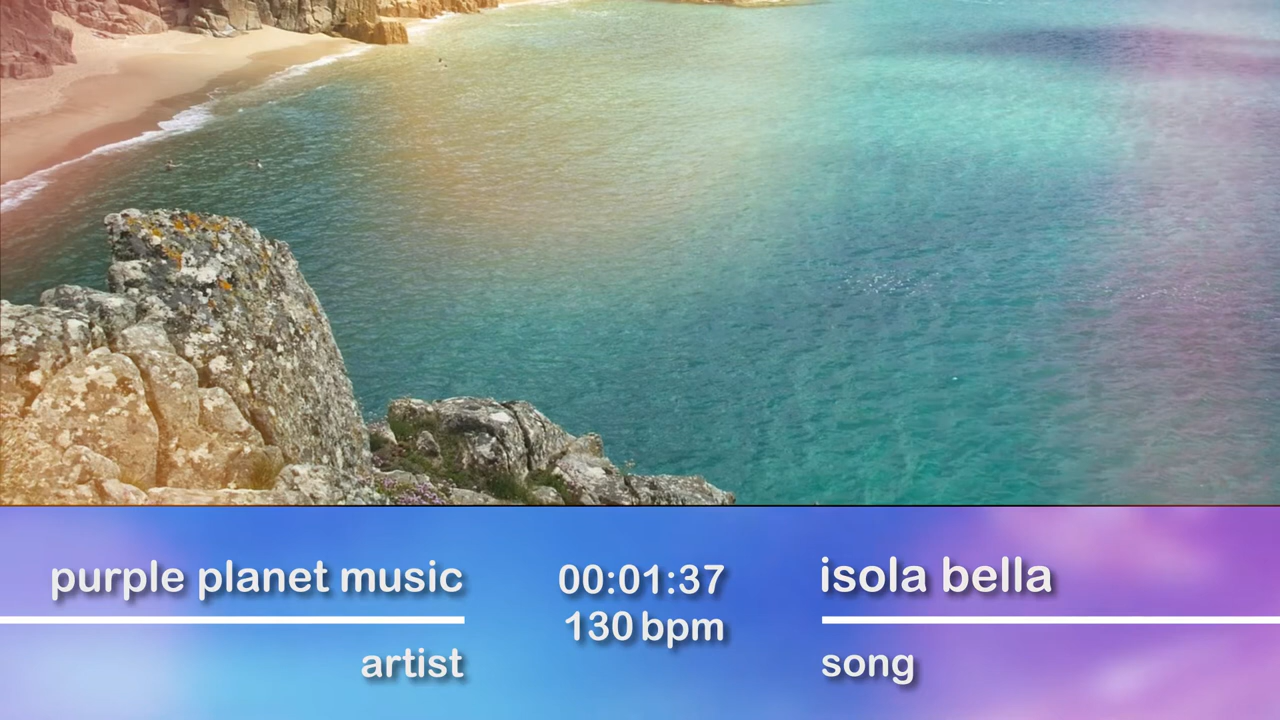 purple planet music
artist
00:01:37
130 bpm
isola bella
song